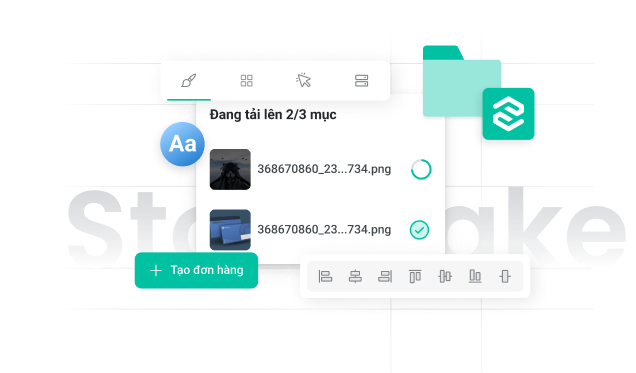 Đang tải lên 2/3 mục
Aa
368670860_23...734.png
368670860_23...734.png
Tạo đơn hàng